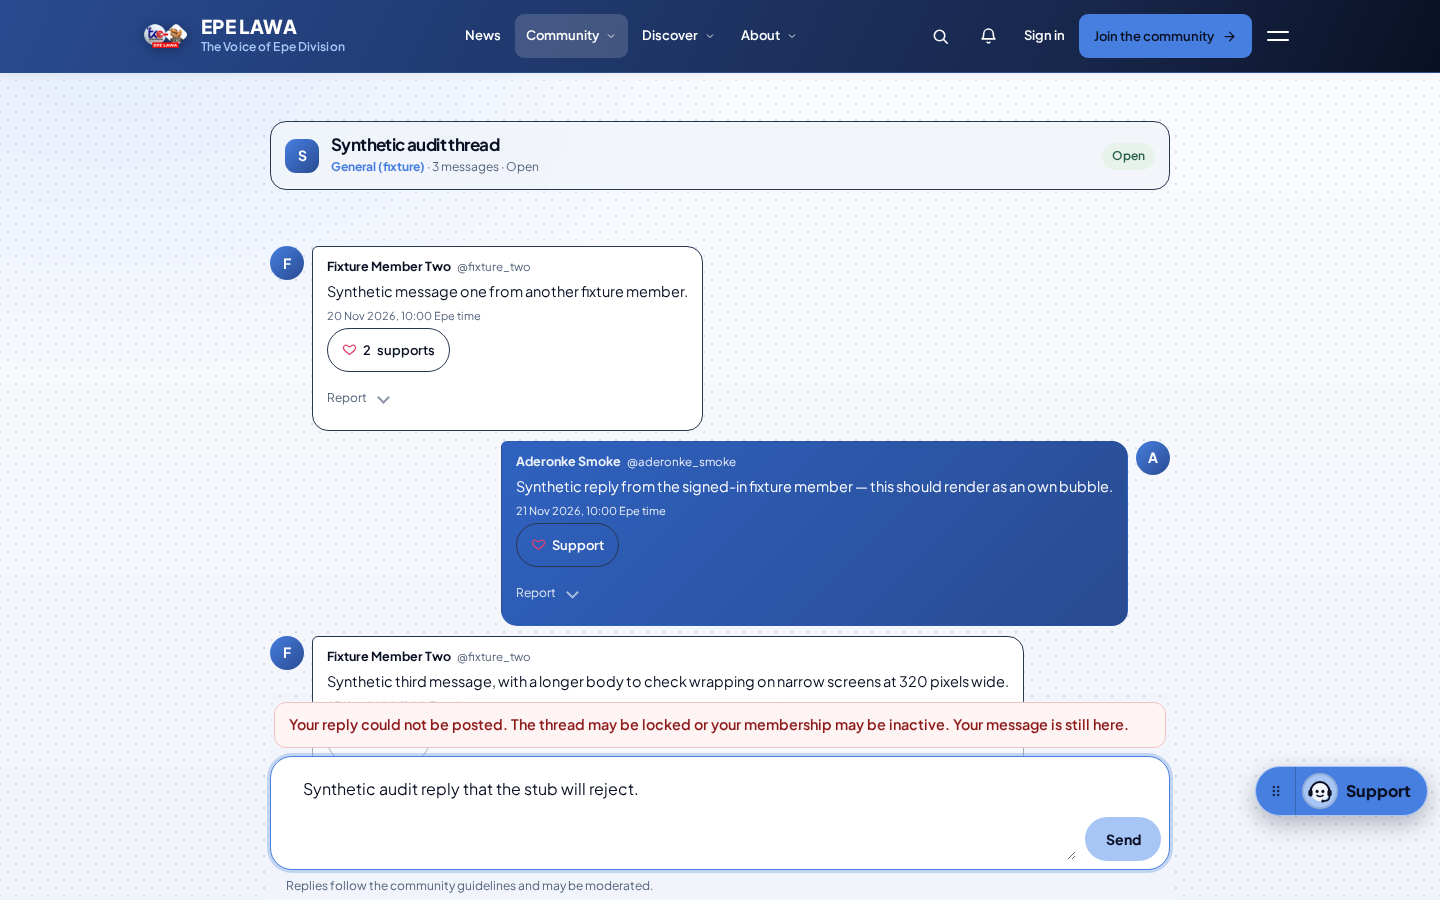 EPE LAWA
The Voice of Epe Division
News
Community
Discover
About
Sign in
Join the community
S
Synthetic audit thread
General (fixture) · 3 messages · Open
Open
F
Fixture Member Two @fixture_two
Synthetic message one from another fixture member.
20 Nov 2026, 10:00 Epe time
2 supports
Report
Aderonke Smoke @aderonke_smoke
A
Synthetic reply from the signed-in fixture member — this should render as an own bubble.
21 Nov 2026, 10:00 Epe time
Support
Report
F
Fixture Member Two @fixture_two
Synthetic third message, with a longer body to check wrapping on narrow screens at 320 pixels wide.
Your reply could not be posted. The thread may be locked or your membership may be inactive. Your message is still here.
Synthetic audit reply that the stub will reject.
Send
Support
Replies follow the community guidelines and may be moderated.